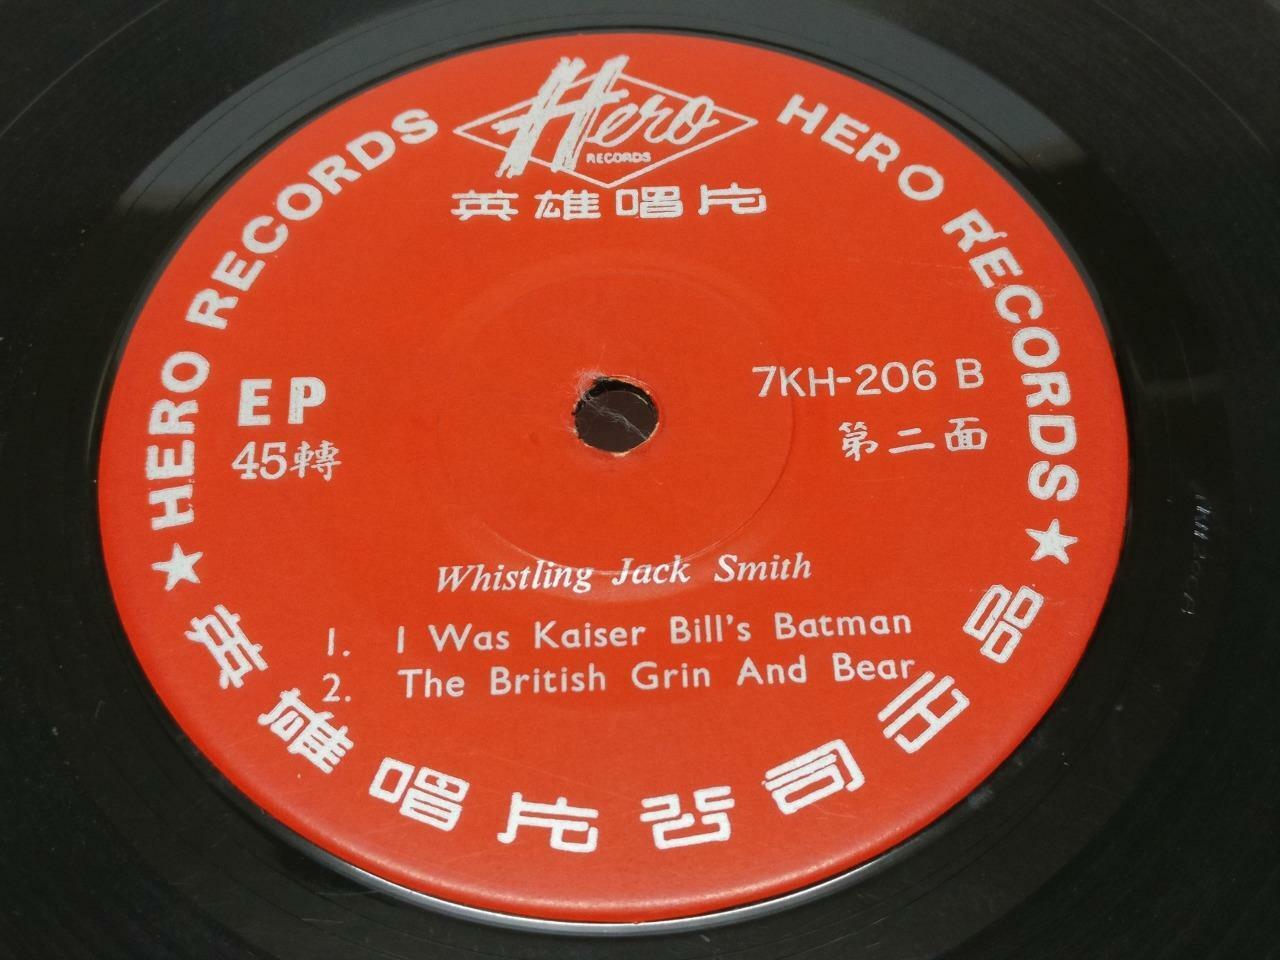 Hero
RECORDS
英雄唱片
HERO RECORDS HERO RECORDS
EP
45轉
7KH-206 B
第二面
Whistling Jack Smith
1. I Was Kaiser Bill's Batman
2. The British Grin And Bear
★ 英雄唱片公司出品 ★